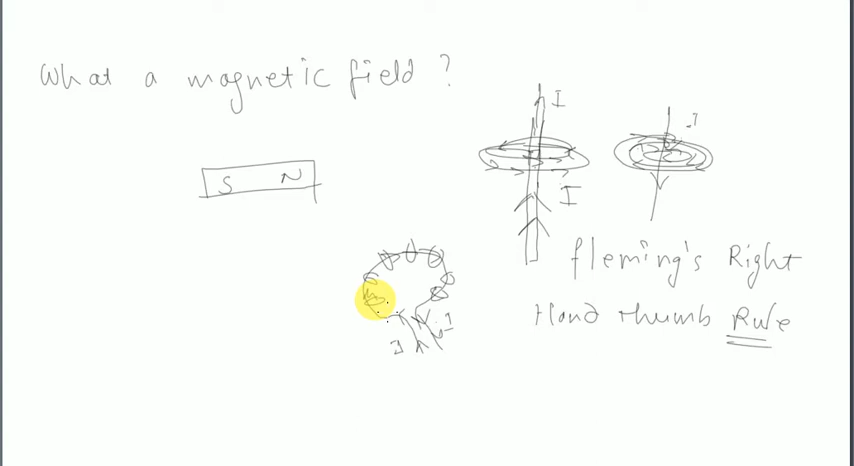 What a magnetic field ?
I
I
I
S N
fleming's Right
Hand thumb Rule
I
I